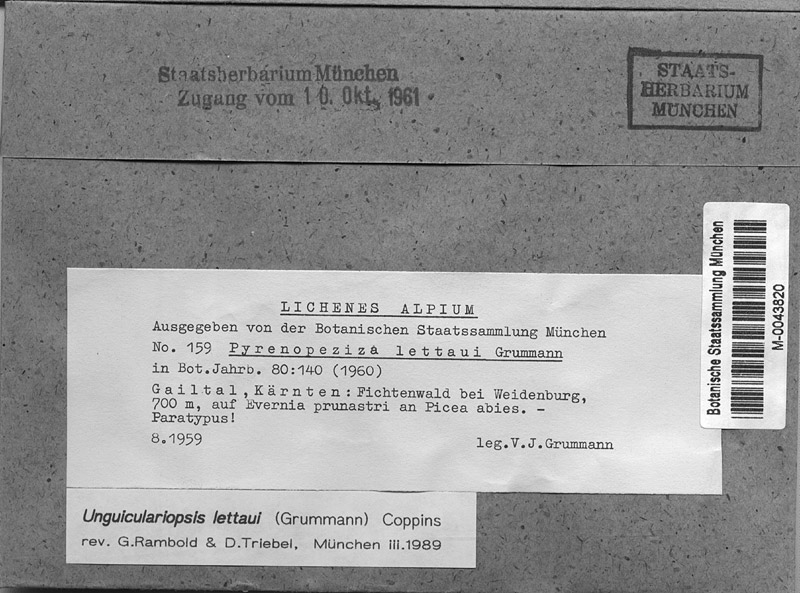 Staatsherbarium München
Zugang vom 10. Okt. 1961
STAATS-
HERBARIUM
MÜNCHEN
LICHENES ALPIUM
Ausgegeben von der Botanischen Staatssammlung München
No. 159 Pyrenopeziza lettaui Grummann
in Bot.Jahrb. 80:140 (1960)
Gailtal, Kärnten: Fichtenwald bei Weidenburg,
700 m, auf Evernia prunastri an Picea abies. -
Paratypus!
8.1959 leg.V.J.Grummann
Unguiculariopsis lettaui (Grummann) Coppins
rev. G.Rambold & D.Triebel, München iii.1989
Botanische Staatssammlung München
M-0043820